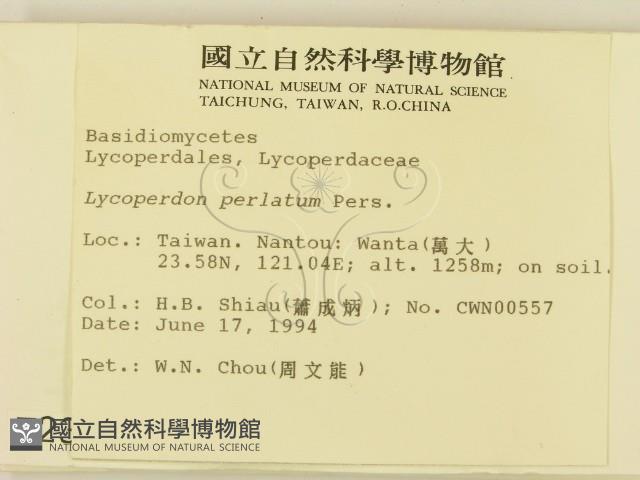 國立自然科學博物館
NATIONAL MUSEUM OF NATURAL SCIENCE
TAICHUNG, TAIWAN, R.O.CHINA
Basidiomycetes
Lycoperdales, Lycoperdaceae
Lycoperdon perlatum Pers.
Loc.: Taiwan. Nantou: Wanta(萬大)
23.58N, 121.04E; alt. 1258m; on soil.
Col.: H.B. Shiau(蕭成炳); No. CWN00557
Date: June 17, 1994
Det.: W.N. Chou(周文能)
國立自然科學博物館
NATIONAL MUSEUM OF NATURAL SCIENCE